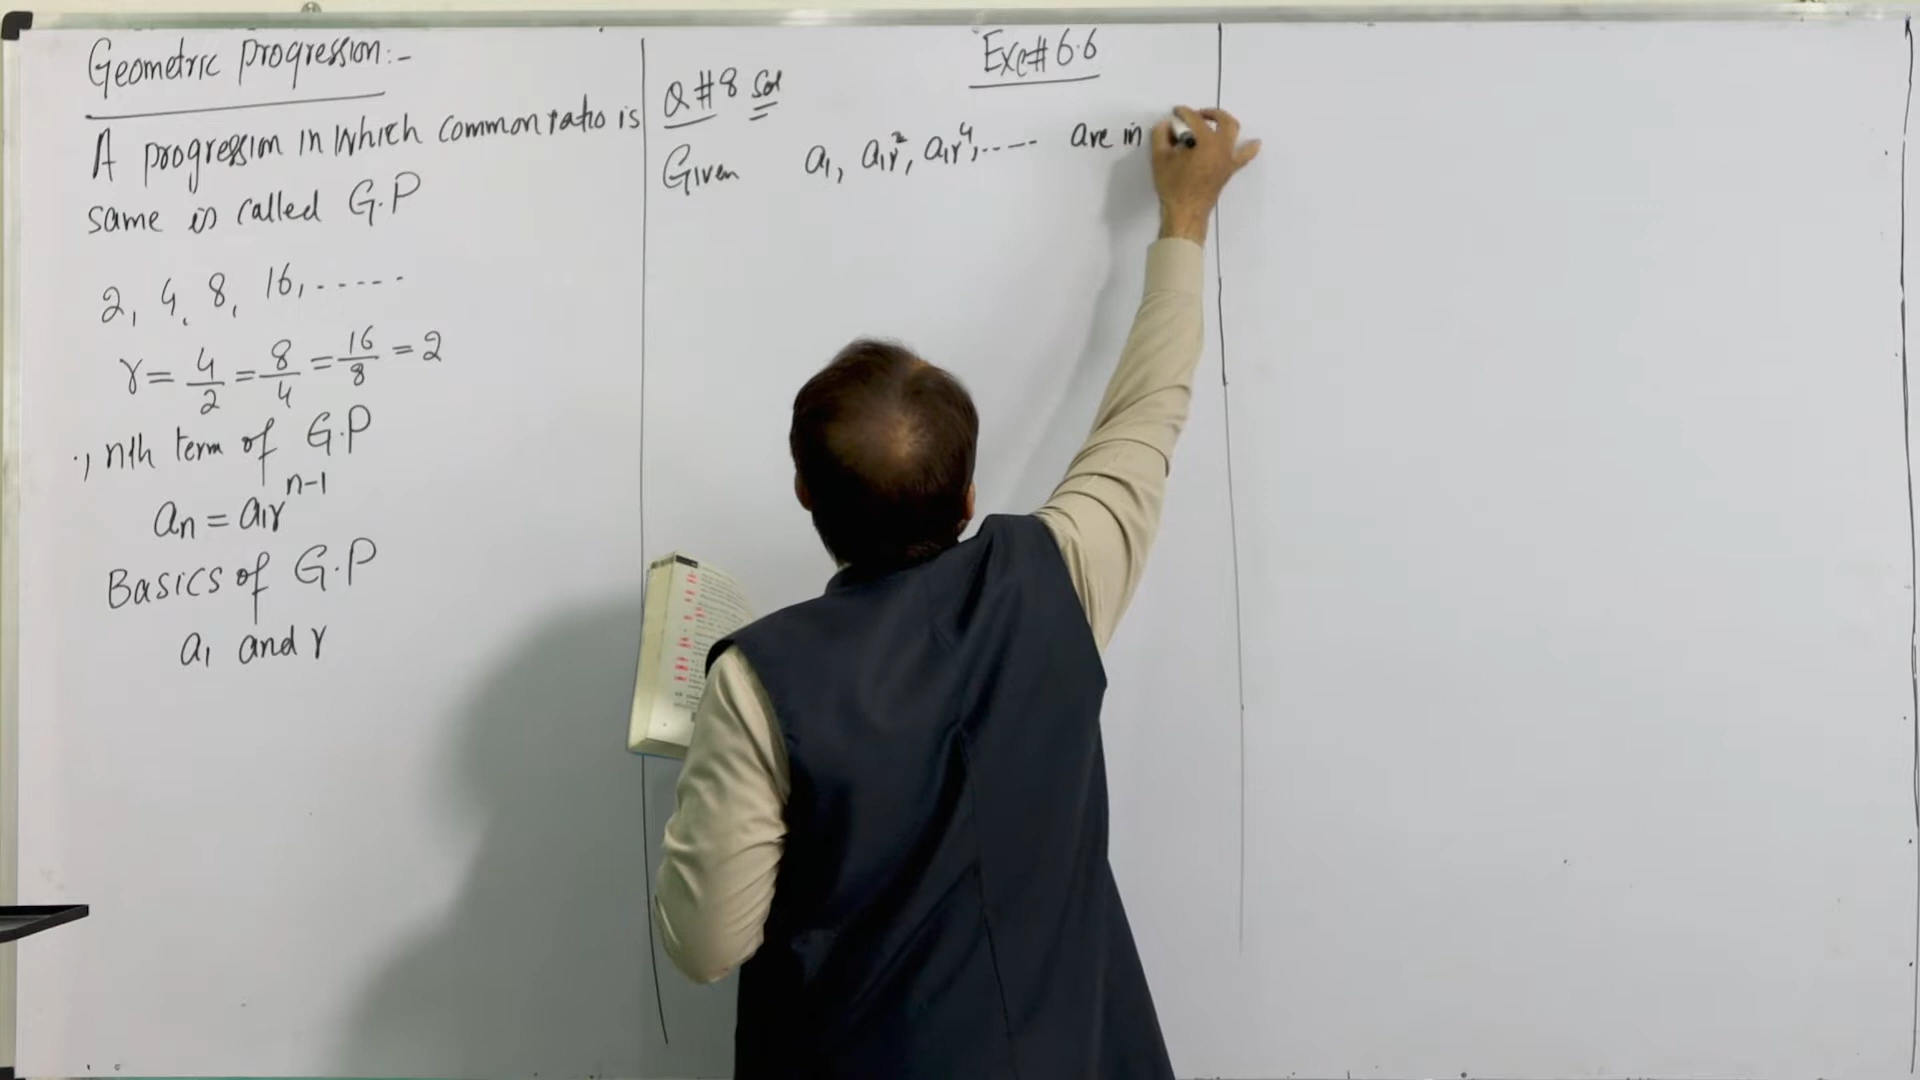 Geometric Progression:-
A progression in which common ratio is
same is called G.P
2, 4, 8, 16, .....
r = 4/2 = 8/4 = 16/8 = 2
., nth term of G.P
an = a1r^n-1
Basics of G.P
a1 and r
Exc# 6.6
Q#8 Sol
Given a1, a1r², a1r⁴, ..... are in